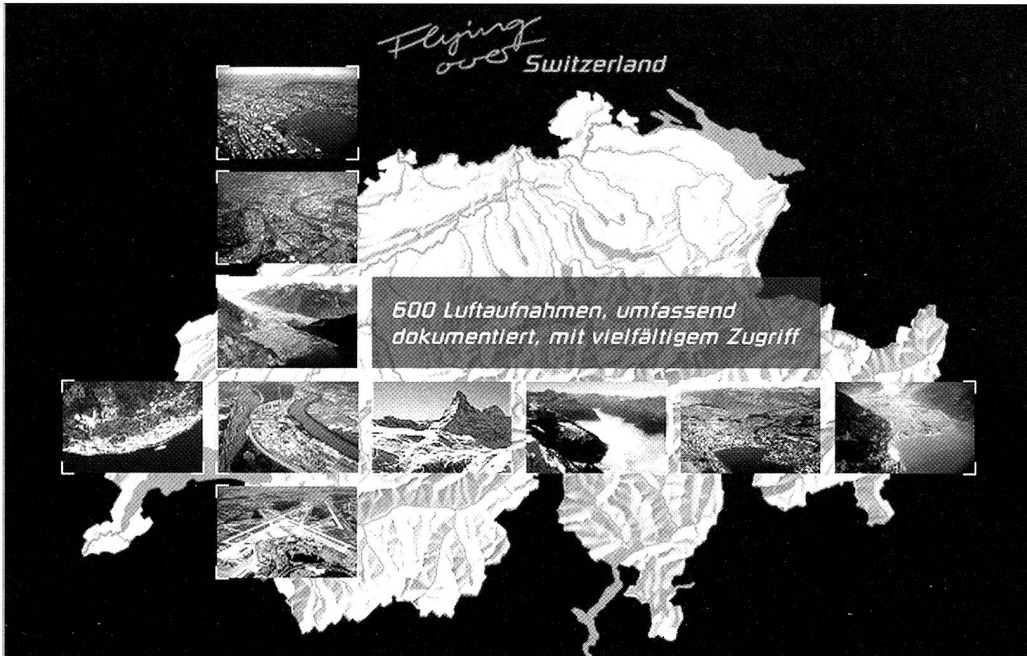 Flying
over Switzerland
600 Luftaufnahmen, umfassend
dokumentiert, mit vielfältigem Zugriff